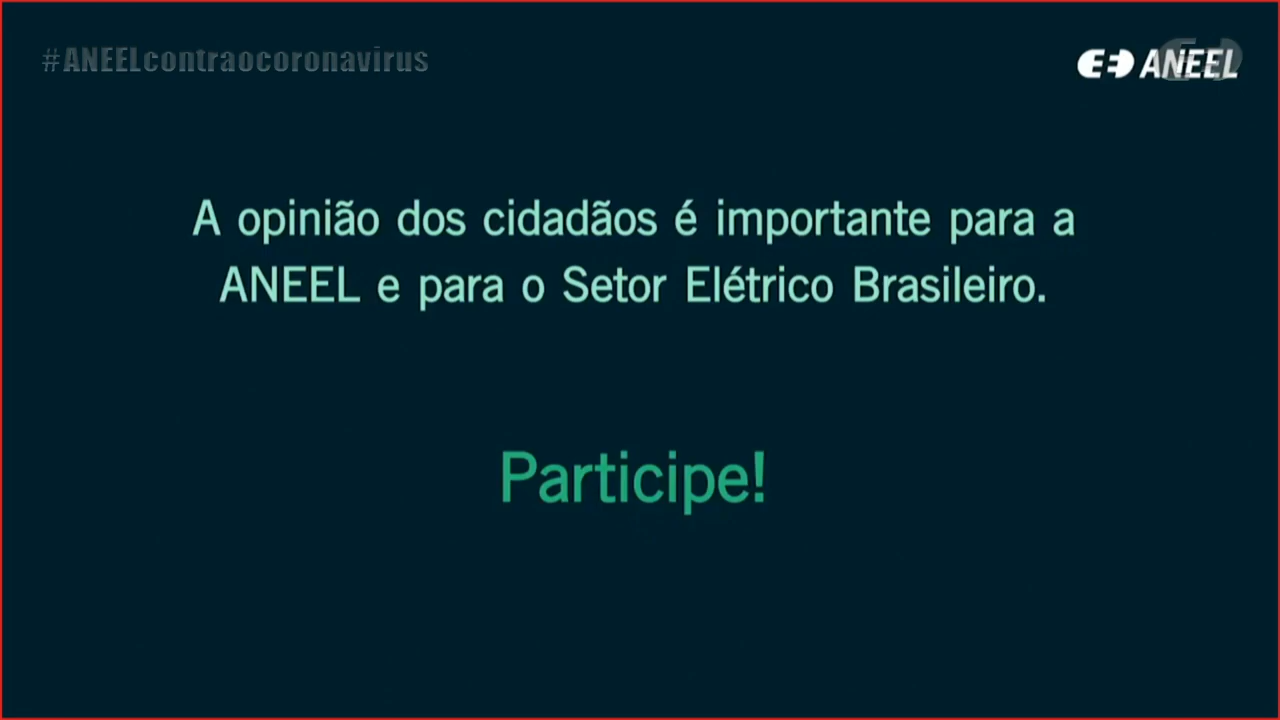 #ANEELcontraocoronavirus
ANEEL
A opinião dos cidadãos é importante para a
ANEEL e para o Setor Elétrico Brasileiro.
Participe!